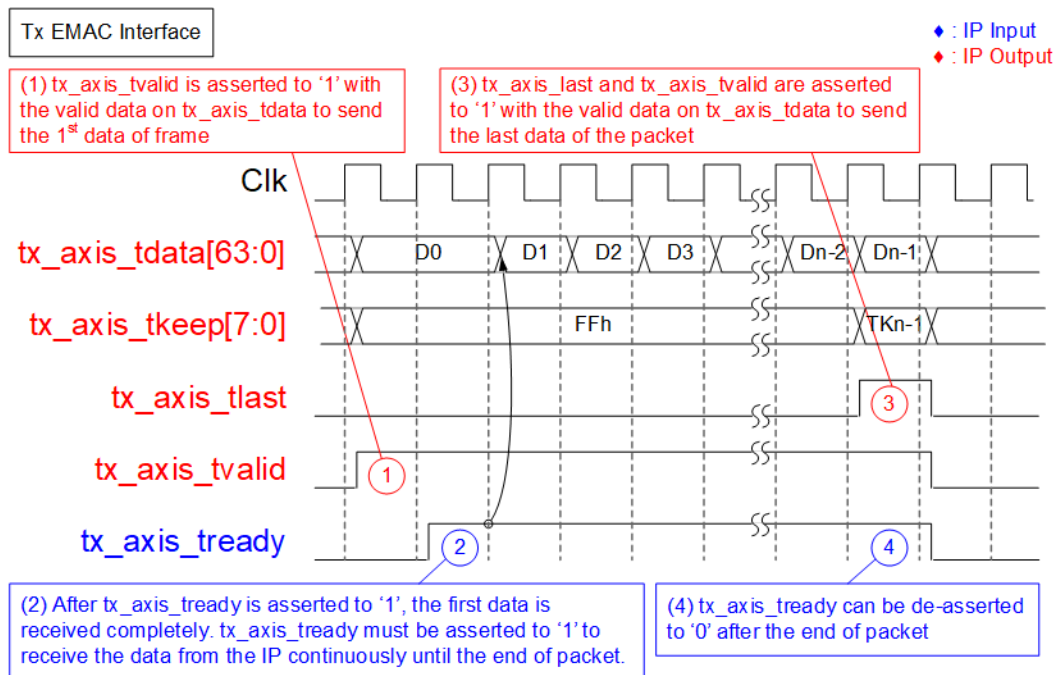 Tx EMAC Interface
♦ : IP Input
♦ : IP Output
(1) tx_axis_tvalid is asserted to ‘1’ with
the valid data on tx_axis_tdata to send
the 1st data of frame
(3) tx_axis_last and tx_axis_tvalid are asserted
to ‘1’ with the valid data on tx_axis_tdata to send
the last data of the packet
Clk
tx_axis_tdata[63:0]
D0 D1 D2 D3 Dn-2 Dn-1
tx_axis_tkeep[7:0]
FFh TKn-1
tx_axis_tlast
3
tx_axis_tvalid
1
tx_axis_tready
2 4
(2) After tx_axis_tready is asserted to ‘1’, the first data is
received completely. tx_axis_tready must be asserted to ‘1’ to
receive the data from the IP continuously until the end of packet.
(4) tx_axis_tready can be de-asserted
to ‘0’ after the end of packet